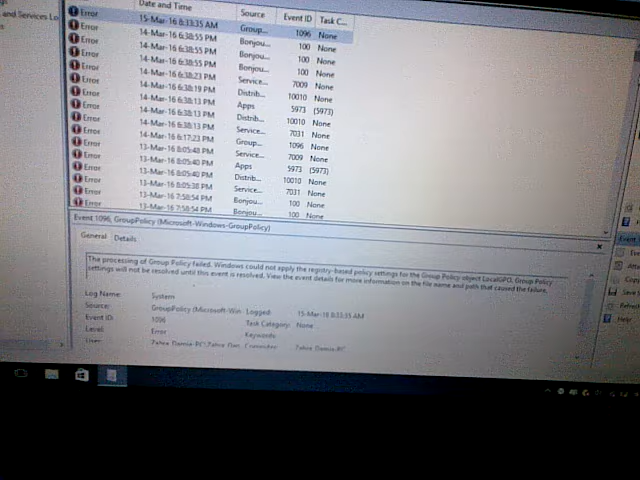 and Services Lo
Date and Time Source Event ID Task C...
Error 15-Mar-16 8:33:35 AM Group... 1096 None
Error 14-Mar-16 6:38:55 PM Bonjou... 100 None
Error 14-Mar-16 6:38:55 PM Bonjou... 100 None
Error 14-Mar-16 6:38:55 PM Bonjou... 100 None
Error 14-Mar-16 6:38:23 PM Service... 7009 None
Error 14-Mar-16 6:38:19 PM Distrib... 10010 None
Error 14-Mar-16 6:38:13 PM Apps 5973 (5973)
Error 14-Mar-16 6:38:13 PM Distrib... 10010 None
Error 14-Mar-16 6:38:13 PM Service... 7031 None
Error 14-Mar-16 6:17:23 PM Group... 1096 None
Error 13-Mar-16 8:05:40 PM Service... 7009 None
Error 13-Mar-16 8:05:40 PM Apps 5973 (5973)
Error 13-Mar-16 8:05:40 PM Distrib... 10010 None
Error 13-Mar-16 8:05:38 PM Service... 7031 None
Error 13-Mar-16 7:58:54 PM Bonjou... 100 None
13-Mar-16 7:58:54 PM Bonjou... 100 None
Event 1096, GroupPolicy (Microsoft-Windows-GroupPolicy)
General Details
The processing of Group Policy failed. Windows could not apply the registry-based policy settings for the Group Policy object LocalGPO. Group Policy
settings will not be resolved until this event is resolved. View the event details for more information on the file name and path that caused the failure.
Log Name: System
Source: GroupPolicy (Microsoft-Win Logged: 15-Mar-16 8:33:35 AM
Event ID: 1096 Task Category: None
Level: Error Keywords:
User:
Event
Copy
Save
Refresh
Help